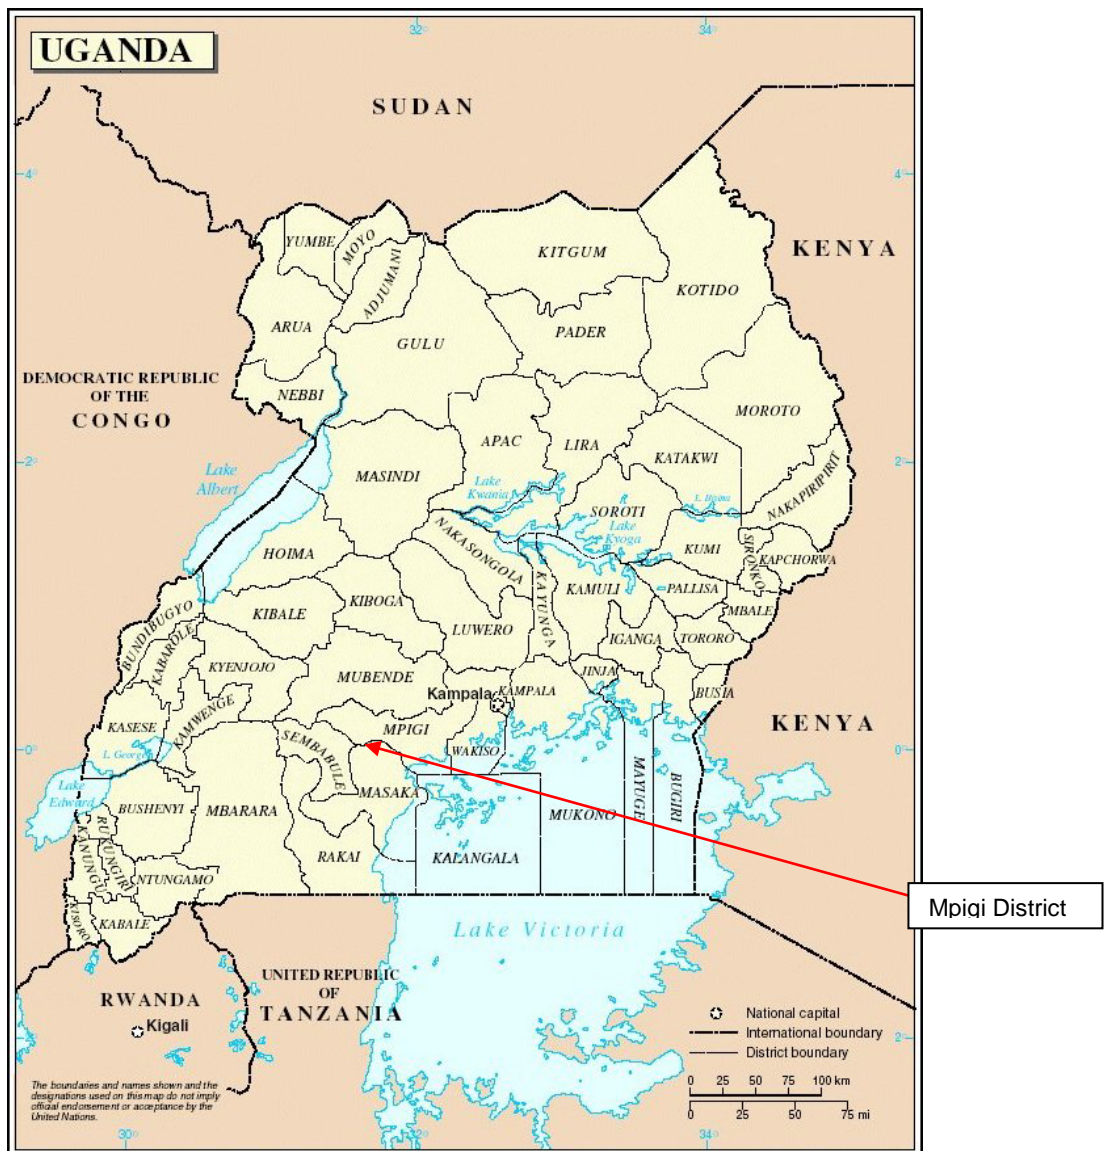 UGANDA
32°
34°
SUDAN
4°
4°
KENYA
YUMBE
MOYO
ADJUMANI
KITGUM
KOTIDO
ARUA
GULU
PADER
DEMOCRATIC REPUBLIC
OF THE
CONGO
NEBBI
MOROTO
APAC
LIRA
KATAKWI
2°
2°
Lake
Albert
MASINDI
Lake
Kwania
NAKAPIRIPIRIT
SOROTI
Lake
Kyoga
NAKASONGOLA
HOIMA
KUMI
SIRONKO
KAPCHORWA
KAYUNGA
KAMULI
PALLISA
MBALE
BUNDIBUGYO
KABAROLE
KIBALE
KIBOGA
LUWERO
IGANGA
TORORO
KYENJOJO
MUBENDE
JINJA
Kampala
KAMPALA
BUSIA
KASESE
KAMWENGE
MPIGI
WAKISO
KENYA
0°
0°
L. George
SEMBABULE
Lake
Edward
BUSHENYI
MBARARA
MASAKA
MUKONO
MAYUGE
BUGIRI
KANUNGU
RUKUNGIRI
RAKAI
KALANGALA
NTUNGAMO
KISORO
KABALE
Mpigi District
Lake Victoria
UNITED REPUBLIC
OF
TANZANIA
RWANDA
Kigali
National capital
International boundary
District boundary
2°
0 25 50 75 100 km
0 25 50 75 mi
The boundaries and names shown and the
designations used on this map do not imply
official endorsement or acceptance by the
United Nations.
30°
32°
34°